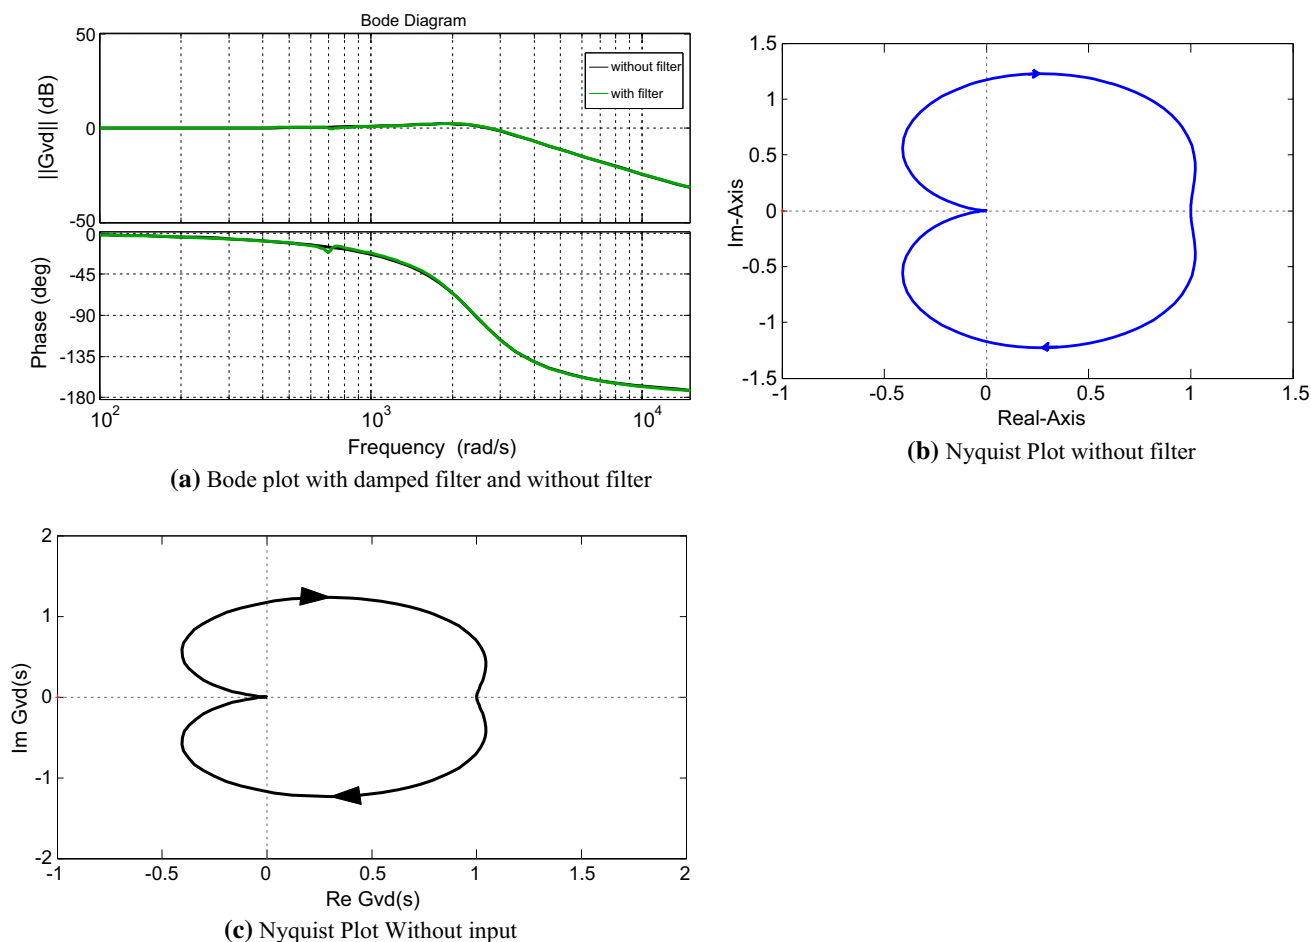 Bode Diagram
50
0
-50
||Gvd|| (dB)
without filter
with filter
0
-45
-90
-135
-180
Phase (deg)
10^2
10^3
10^4
Frequency (rad/s)
(a) Bode plot with damped filter and without filter
1.5
1
0.5
0
-0.5
-1
-1.5
Im-Axis
-1
-0.5
0
0.5
1
1.5
Real-Axis
(b) Nyquist Plot without filter
2
1
0
-1
-2
Im Gvd(s)
-1
-0.5
0
0.5
1
1.5
2
Re Gvd(s)
(c) Nyquist Plot Without input